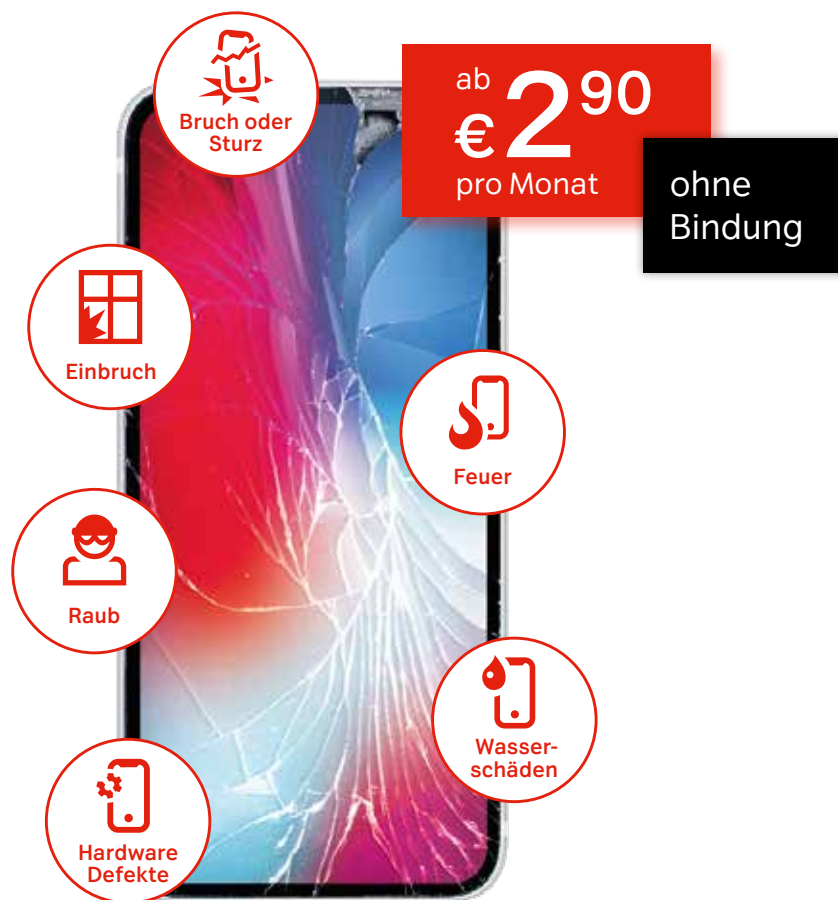 Bruch oder
Sturz
ab
€ 2 90
pro Monat
ohne
Bindung
Einbruch
Feuer
Raub
Wasser-
schäden
Hardware
Defekte